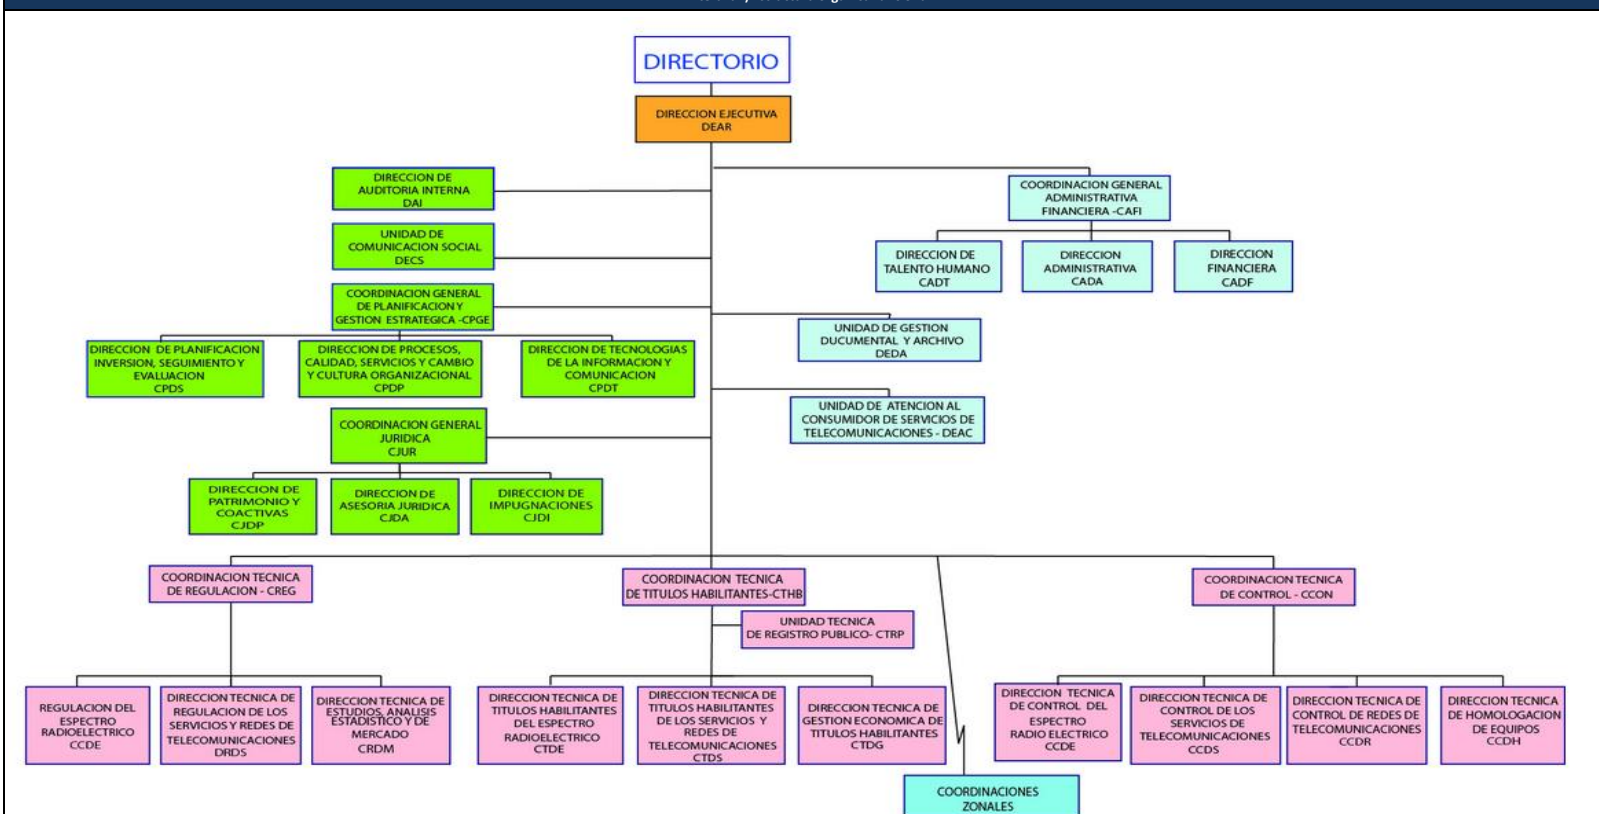 DIRECTORIO
DIRECCION EJECUTIVA
DEAR
DIRECCION DE
AUDITORIA INTERNA
DAI
COORDINACION GENERAL
ADMINISTRATIVA
FINANCIERA -CAFI
UNIDAD DE
COMUNICACION SOCIAL
DECS
DIRECCION DE
TALENTO HUMANO
CADT
DIRECCION
ADMINISTRATIVA
CADA
DIRECCION
FINANCIERA
CADF
COORDINACION GENERAL
DE PLANIFICACION Y
GESTION ESTRATEGICA -CPGE
UNIDAD DE GESTION
DUCUMENTAL Y ARCHIVO
DEDA
DIRECCION DE PLANIFICACION
INVERSION, SEGUIMIENTO Y
EVALUACION
CPDS
DIRECCION DE PROCESOS,
CALIDAD, SERVICIOS Y CAMBIO
Y CULTURA ORGANIZACIONAL
CPDP
DIRECCION DE TECNOLOGIAS
DE LA INFORMACION Y
COMUNICACION
CPDT
UNIDAD DE ATENCION AL
CONSUMIDOR DE SERVICIOS DE
TELECOMUNICACIONES - DEAC
COORDINACION GENERAL
JURIDICA
CJUR
DIRECCION DE
PATRIMONIO Y
COACTIVAS
CJDP
DIRECCION DE
ASESORIA JURIDICA
CJDA
DIRECCION DE
IMPUGNACIONES
CJDI
COORDINACION TECNICA
DE REGULACION - CREG
COORDINACION TECNICA
DE TITULOS HABILITANTES-CTHB
COORDINACION TECNICA
DE CONTROL - CCON
UNIDAD TECNICA
DE REGISTRO PUBLICO- CTRP
REGULACION DEL
ESPECTRO
RADIOELECTRICO
CCDE
DIRECCION TECNICA DE
REGULACION DE LOS
SERVICIOS Y REDES DE
TELECOMUNICACIONES
DRDS
DIRECCION TECNICA DE
ESTUDIOS, ANALISIS
ESTADISTICO Y DE
MERCADO
CRDM
DIRECCION TECNICA DE
TITULOS HABILITANTES
DEL ESPECTRO
RADIOELECTRICO
CTDE
DIRECCION TECNICA DE
TITULOS HABILITANTES
DE LOS SERVICIOS Y
REDES DE
TELECOMUNICACIONES
CTDS
DIRECCION TECNICA DE
GESTION ECONOMICA DE
TITULOS HABILITANTES
CTDG
DIRECCION TECNICA
DE CONTROL DEL
ESPECTRO
RADIO ELECTRICO
CCDE
DIRECCION TECNICA DE
CONTROL DE LOS
SERVICIOS DE
TELECOMUNICACIONES
CCDS
DIRECCION TECNICA DE
CONTROL DE REDES DE
TELECOMUNICACIONES
CCDR
DIRECCION TECNICA
DE HOMOLOGACION
DE EQUIPOS
CCDH
COORDINACIONES
ZONALES